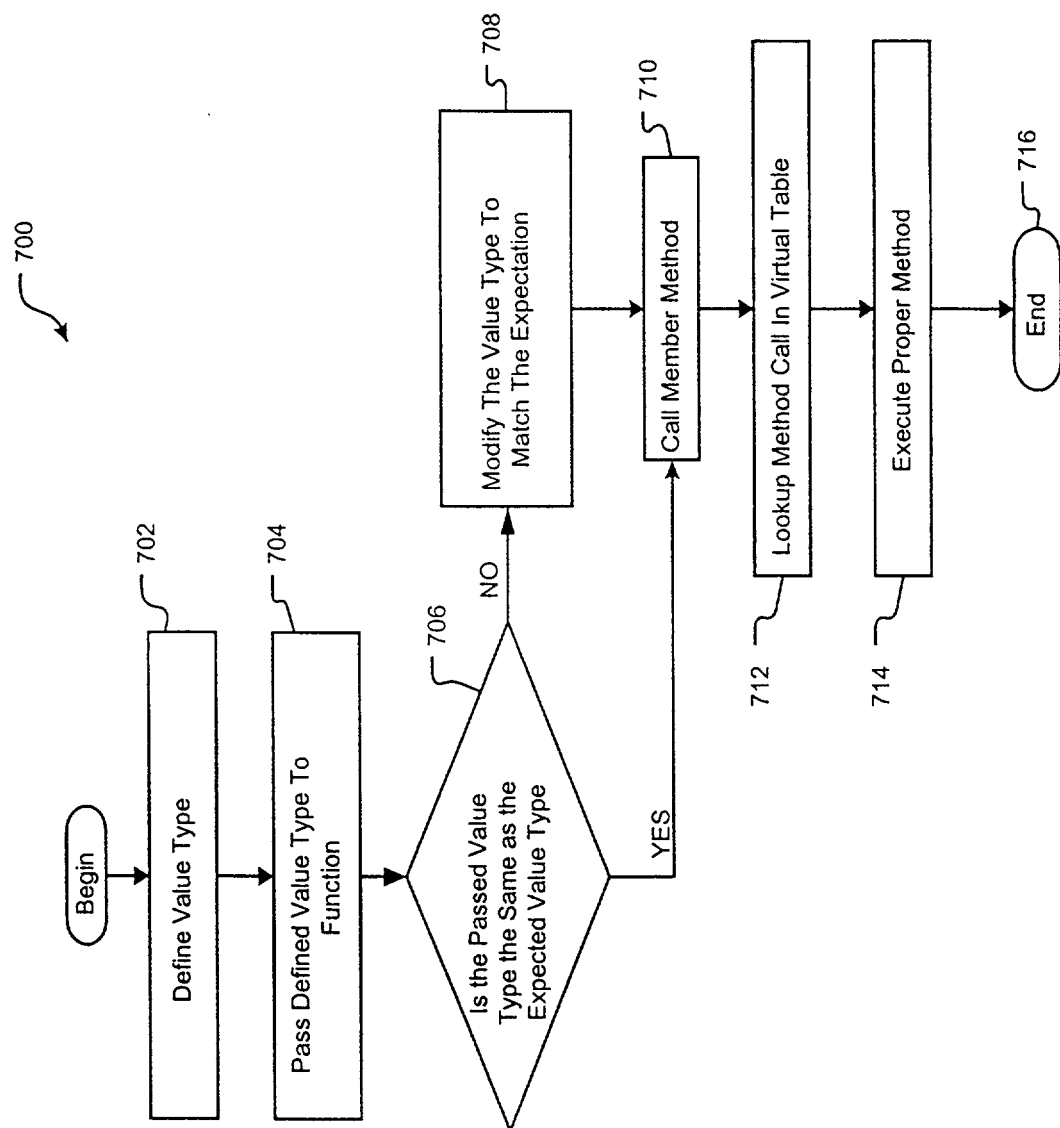 700
Begin
702
Define Value Type
704
Pass Defined Value Type To
Function
706
Is the Passed Value
Type the Same as the
Expected Value Type
NO
YES
708
Modify The Value Type To
Match The Expectation
710
Call Member Method
712
Lookup Method Call In Virtual Table
714
Execute Proper Method
716
End